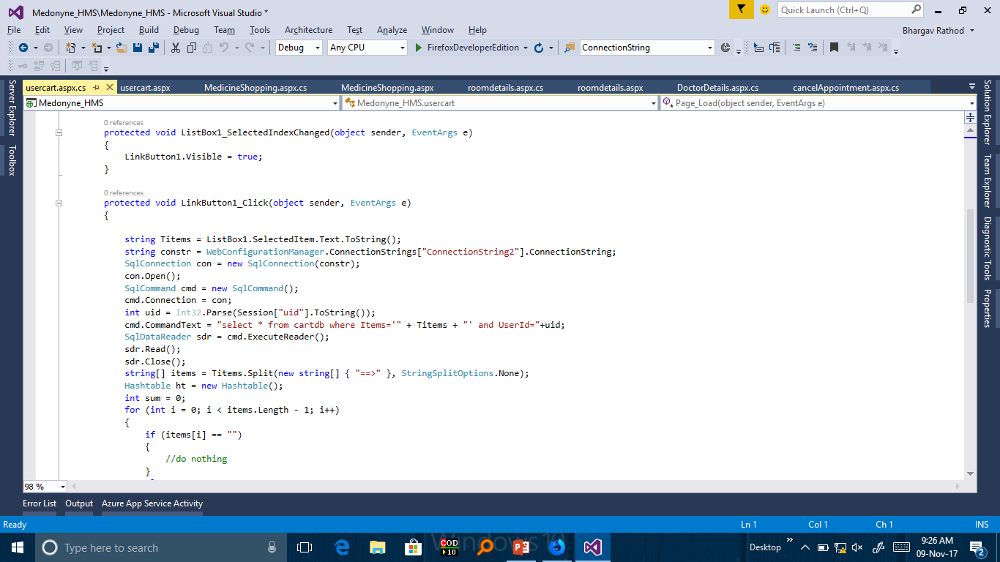 Medonyne_HMS\Medonyne_HMS - Microsoft Visual Studio *
Quick Launch (Ctrl+Q)
File Edit View Project Build Debug Team Tools Architecture Test Analyze Window Help
Bhargav Rathod
Debug Any CPU FirefoxDeveloperEdition ConnectionString
usercart.aspx.cs usercart.aspx MedicineShopping.aspx.cs MedicineShopping.aspx roomdetails.aspx.cs roomdetails.aspx DoctorDetails.aspx.cs cancelAppointment.aspx.cs
Server Explorer
Toolbox
Medonyne_HMS Medonyne_HMS.usercart Page_Load(object sender, EventArgs e)
0 references
protected void ListBox1_SelectedIndexChanged(object sender, EventArgs e)
{
LinkButton1.Visible = true;
}
0 references
protected void LinkButton1_Click(object sender, EventArgs e)
{
string Titems = ListBox1.SelectedItem.Text.ToString();
string constr = WebConfigurationManager.ConnectionStrings["ConnectionString2"].ConnectionString;
SqlConnection con = new SqlConnection(constr);
con.Open();
SqlCommand cmd = new SqlCommand();
cmd.Connection = con;
int uid = Int32.Parse(Session["uid"].ToString());
cmd.CommandText = "select * from cartdb where Items='" + Titems + "' and UserId="+uid;
SqlDataReader sdr = cmd.ExecuteReader();
sdr.Read();
sdr.Close();
string[] items = Titems.Split(new string[] { "==>" }, StringSplitOptions.None);
Hashtable ht = new Hashtable();
int sum = 0;
for (int i = 0; i < items.Length - 1; i++)
{
if (items[i] == "")
{
//do nothing
}
Solution Explorer
Team Explorer
Diagnostic Tools
Properties
98 %
Error List Output Azure App Service Activity
Ready Ln 1 Col 1 Ch 1 INS
Type here to search
COD
10
Windows 10
Desktop
9:26 AM
09-Nov-17
2